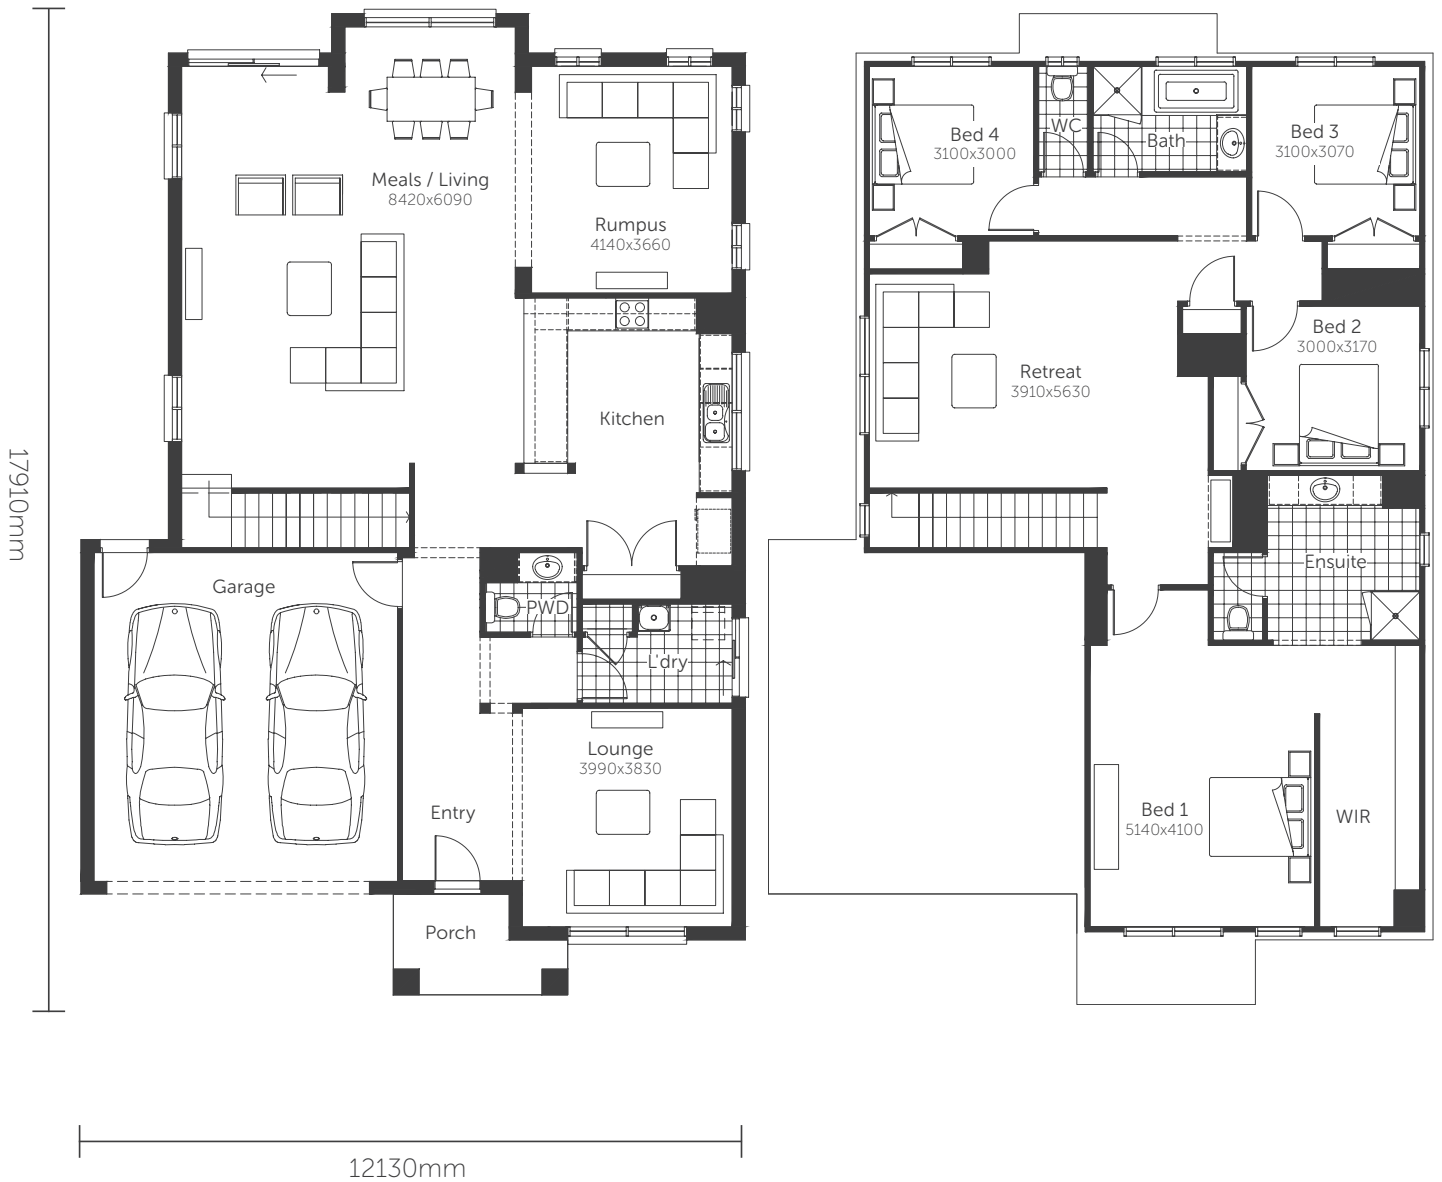 Meals / Living
8420x6090
Rumpus
4140x3660
Kitchen
Garage
PWD
L'dry
Lounge
3990x3830
Entry
Porch
17910mm
12130mm
Bed 4
3100x3000
WC
Bath
Bed 3
3100x3070
Bed 2
3000x3170
Retreat
3910x5630
Ensuite
Bed 1
5140x4100
WIR